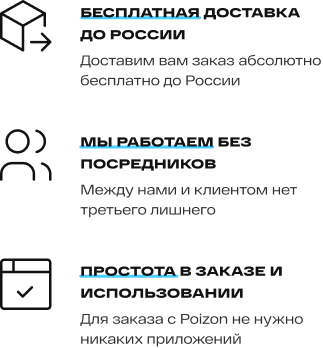 БЕСПЛАТНАЯ ДОСТАВКА
ДО РОССИИ
Доставим вам заказ абсолютно
бесплатно до России
МЫ РАБОТАЕМ БЕЗ
ПОСРЕДНИКОВ
Между нами и клиентом нет
третьего лишнего
ПРОСТОТА В ЗАКАЗЕ И
ИСПОЛЬЗОВАНИИ
Для заказа с Poizon не нужно
никаких приложений